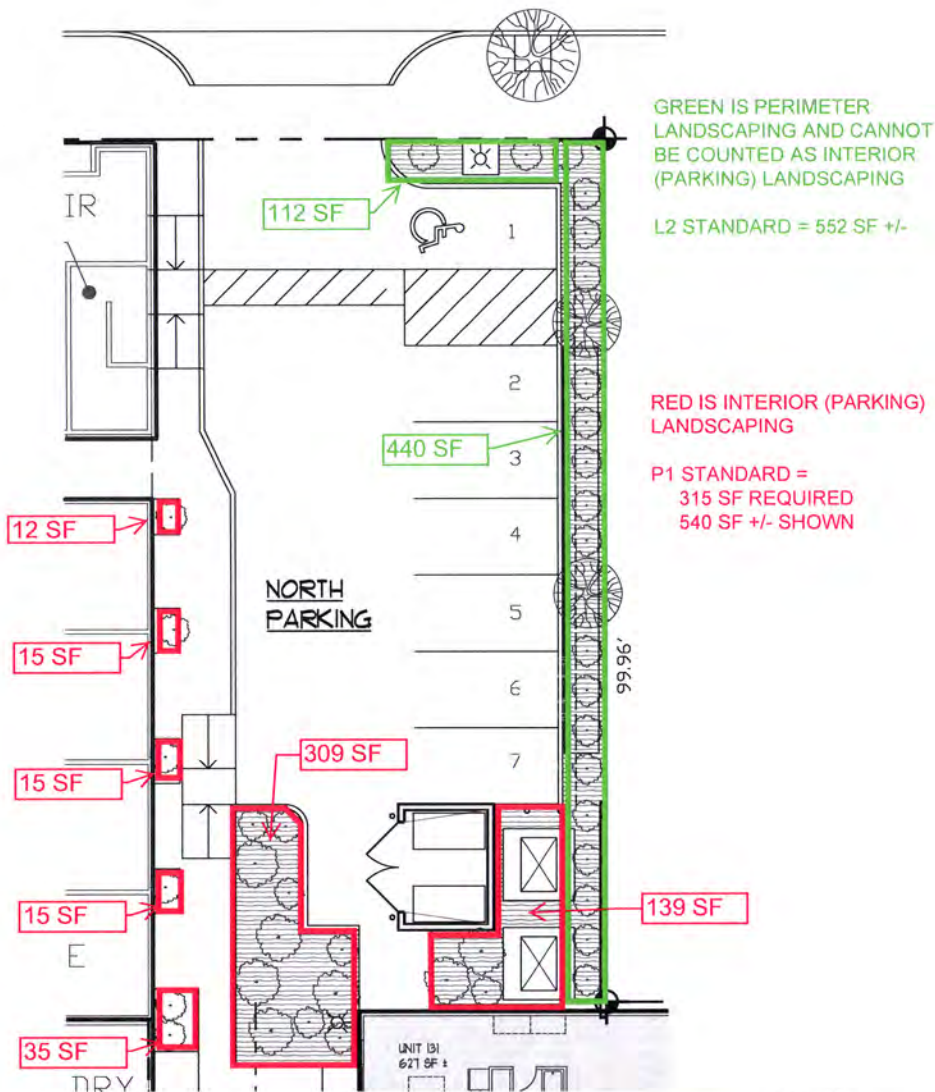 GREEN IS PERIMETER
LANDSCAPING AND CANNOT
BE COUNTED AS INTERIOR
(PARKING) LANDSCAPING
L2 STANDARD = 552 SF +/-
IR
112 SF
1
2
RED IS INTERIOR (PARKING)
LANDSCAPING
440 SF
3
P1 STANDARD =
315 SF REQUIRED
540 SF +/- SHOWN
12 SF
4
NORTH
PARKING
5
15 SF
99.96'
6
309 SF
7
15 SF
15 SF
139 SF
E
35 SF
UNIT 131
627 SF ±
DRY